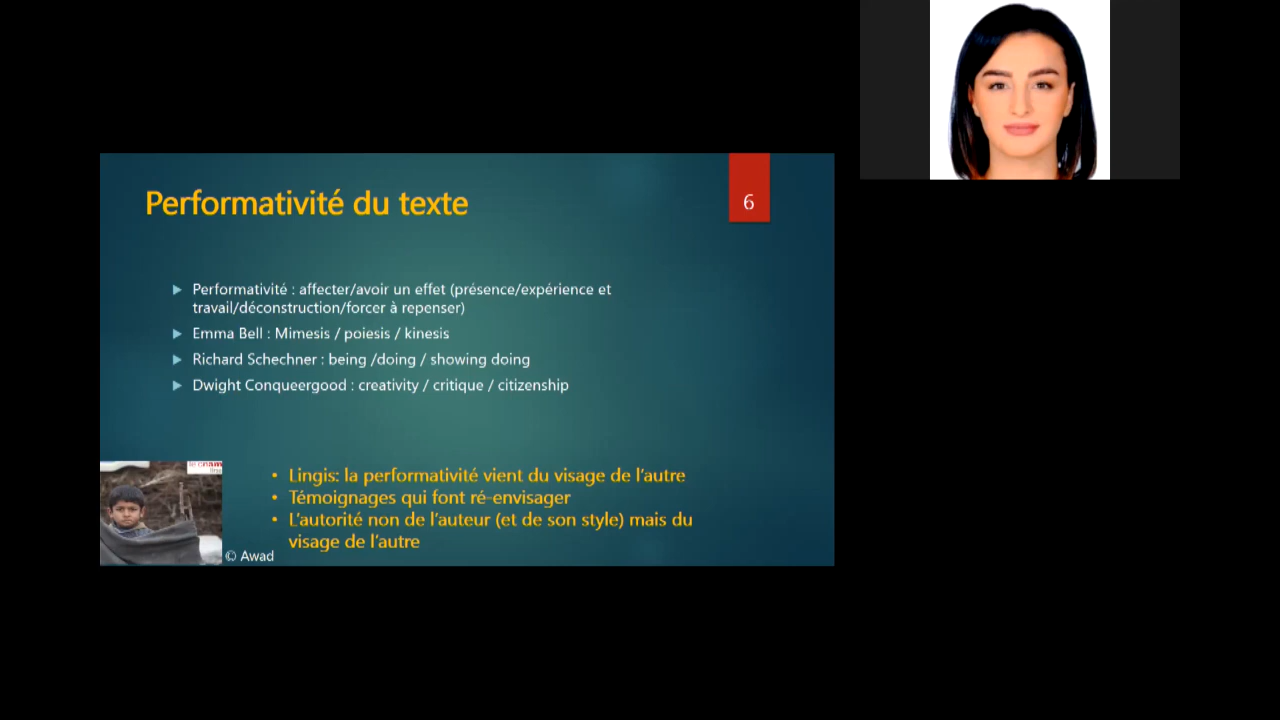 Performativité du texte
6
Performativité : affecter/avoir un effet (présence/expérience et
travail/déconstruction/forcer à repenser)
Emma Bell : Mimesis / poiesis / kinesis
Richard Schechner : being /doing / showing doing
Dwight Conqueergood : creativity / critique / citizenship
• Lingis: la performativité vient du visage de l'autre
• Témoignages qui font ré-envisager
• L'autorité non de l'auteur (et de son style) mais du
visage de l'autre
© Awad